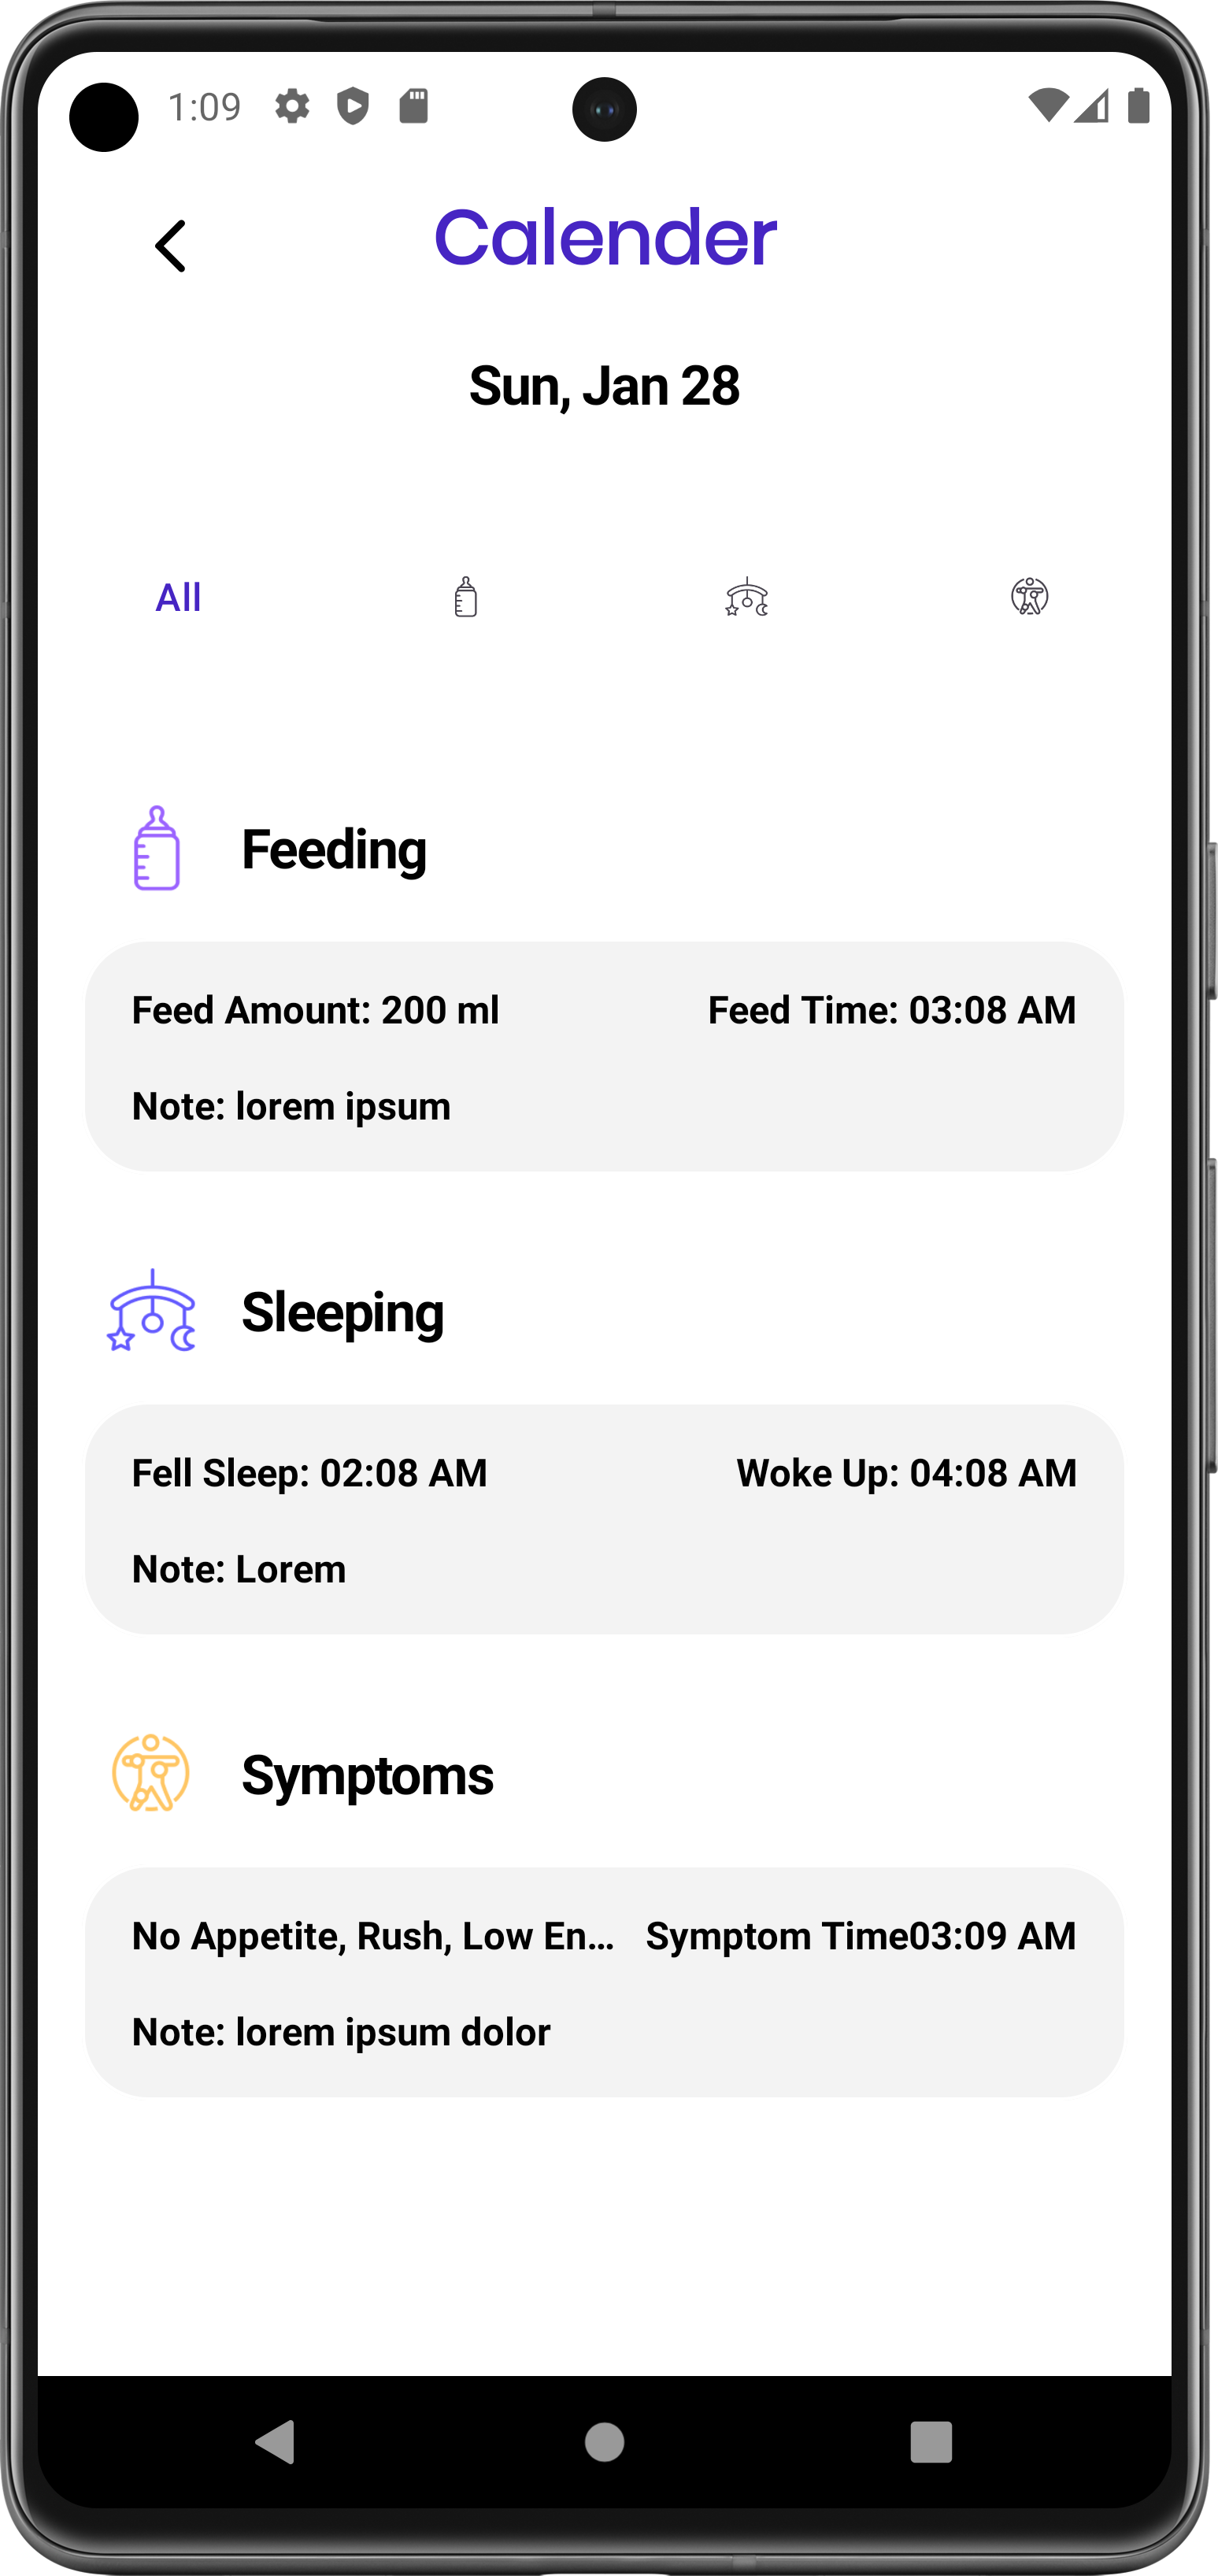 1:09
Calender
Sun, Jan 28
All
Feeding
Feed Amount: 200 ml Feed Time: 03:08 AM
Note: lorem ipsum
Sleeping
Fell Sleep: 02:08 AM Woke Up: 04:08 AM
Note: Lorem
Symptoms
No Appetite, Rush, Low En... Symptom Time03:09 AM
Note: lorem ipsum dolor